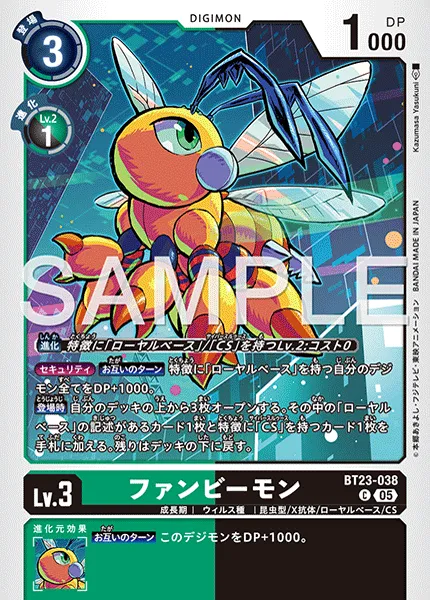 登場
3
DIGIMON
1000
DP
進化
Lv.2
1
Kazumasa Yasukuni
SAMPLE
進化 特徴に「ローヤルベース」/「CS」を持つLv.2:コスト0
セキュリティ お互いのターン 特徴に「ローヤルベース」を持つ自分のデジ
モン全てをDP+1000。
登場時 自分のデッキの上から3枚オープンする。その中の「ローヤル
ベース」の記述があるカード1枚と特徴に「CS」を持つカード1枚を
手札に加える。残りはデッキの下に戻す。
©本郷あきよし・フジテレビ・東映アニメーション BANDAI MADE IN JAPAN
Lv.3
ファンビーモン
BT23-038
C 05
成長期 | ウィルス種 | 昆虫型/X抗体/ローヤルベース/CS
進化元効果
お互いのターン このデジモンをDP+1000。